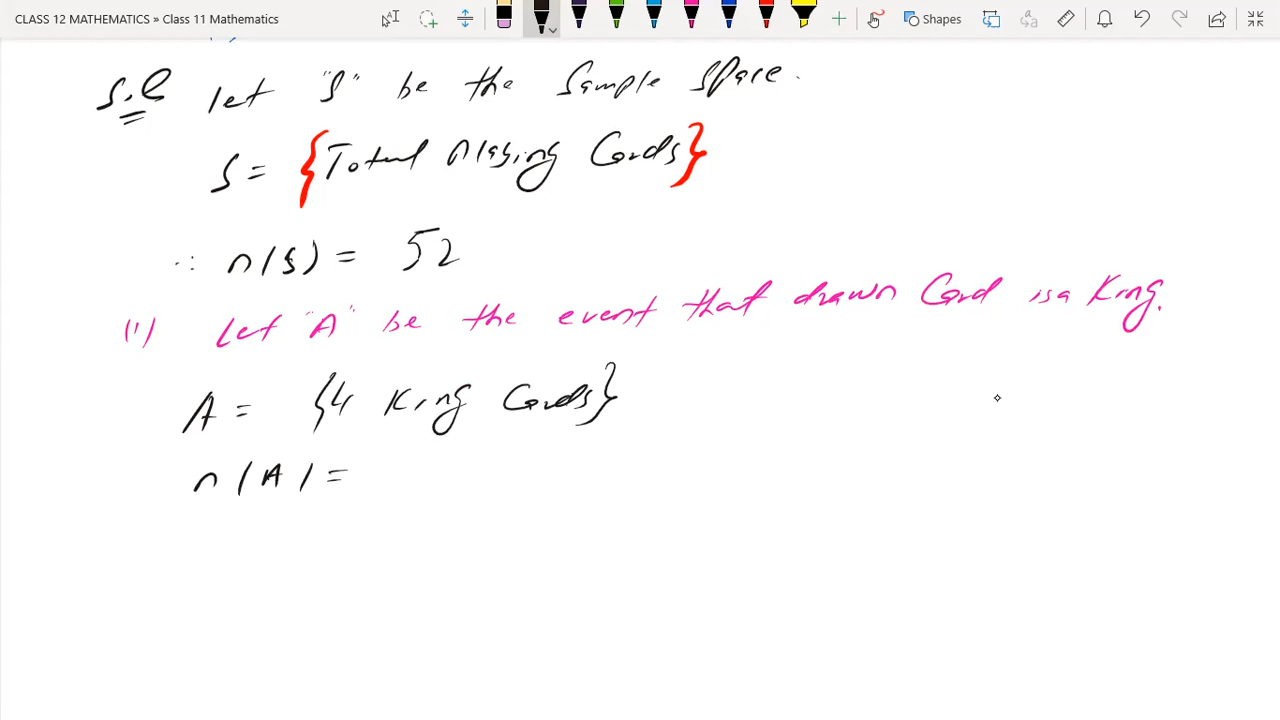 CLASS 12 MATHEMATICS » Class 11 Mathematics
Shapes
Sol let "S" be the Sample Space.
S = {Total Playing Cards}
∴ n(S) = 52
(1) Let "A" be the event that drawn Card is a King.
A = {4 King Cards}
n(A) =